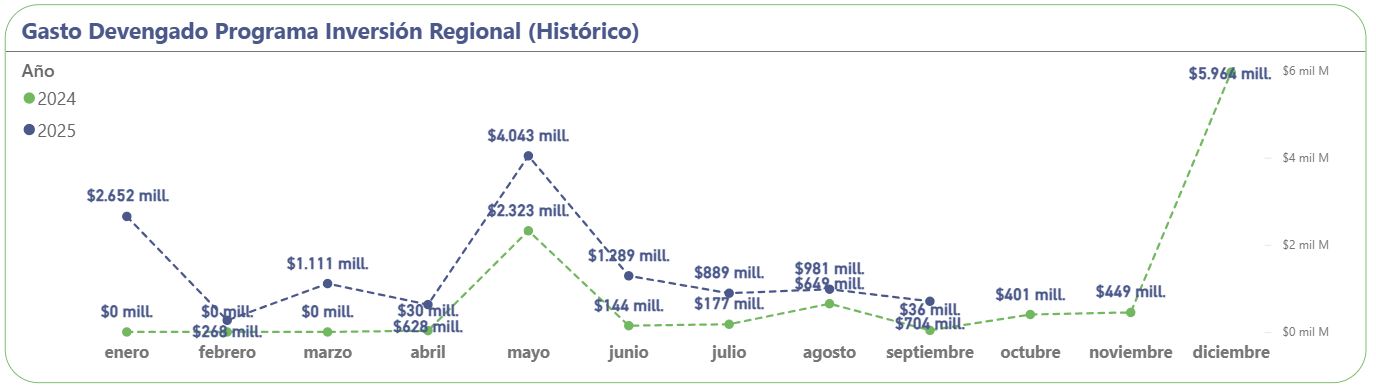 Gasto Devengado Programa Inversión Regional (Histórico)
Año
2024
2025
$5.964 mill.
$6 mil M
$4.043 mill.
$4 mil M
$2.652 mill.
$2.323 mill.
$2 mil M
$1.289 mill.
$1.111 mill.
$889 mill.
$981 mill.
$649 mill.
$401 mill.
$449 mill.
$0 mill.
$0 mill.
$0 mill.
$30 mill.
$144 mill.
$177 mill.
$36 mill.
$268 mill.
$628 mill.
$704 mill.
$0 mil M
enero febrero marzo abril mayo junio julio agosto septiembre octubre noviembre diciembre